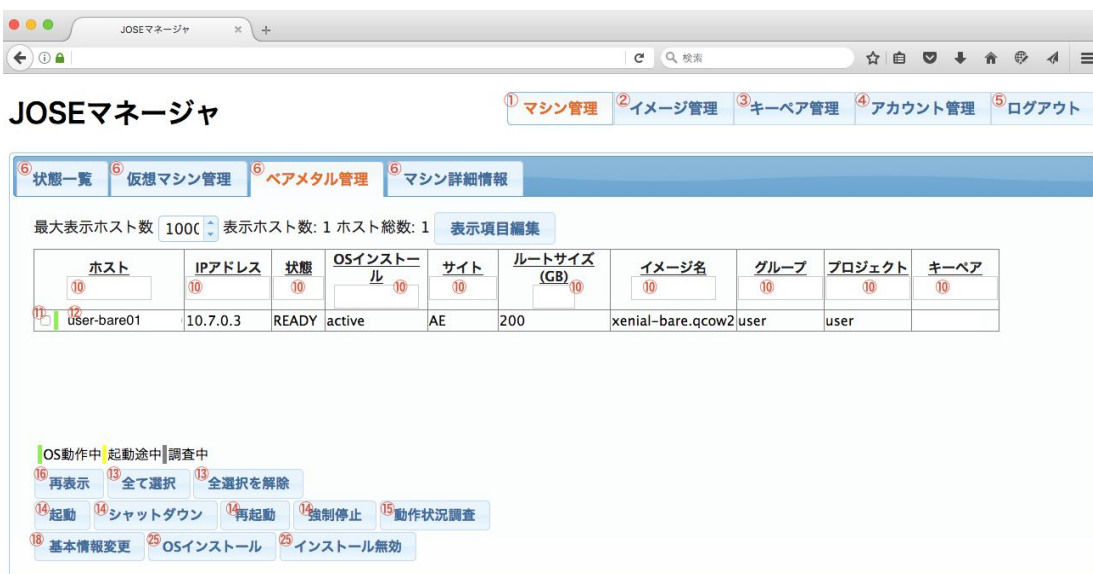 JOSEマネージャ
検索
JOSEマネージャ
①マシン管理 ②イメージ管理 ③キーペア管理 ④アカウント管理 ⑤ログアウト
⑥状態一覧 ⑥仮想マシン管理 ⑥ベアメタル管理 ⑥マシン詳細情報
最大表示ホスト数 1000 表示ホスト数: 1 ホスト総数: 1 表示項目編集
ホスト IPアドレス 状態 OSインストール サイト ルートサイズ(GB) イメージ名 グループ プロジェクト キーペア
⑩ ⑩ ⑩ ⑩ ⑩ ⑩ ⑩ ⑩ ⑩ ⑩
⑪ ⑫ user-bare01 10.7.0.3 READY active AE 200 xenial-bare.qcow2 user user
OS動作中 起動途中 調査中
⑯再表示 ⑬全て選択 ⑬全選択を解除
⑭起動 ⑭シャットダウン ⑭再起動 ⑭強制停止 ⑮動作状況調査
⑱基本情報変更 ㉕OSインストール ㉕インストール無効